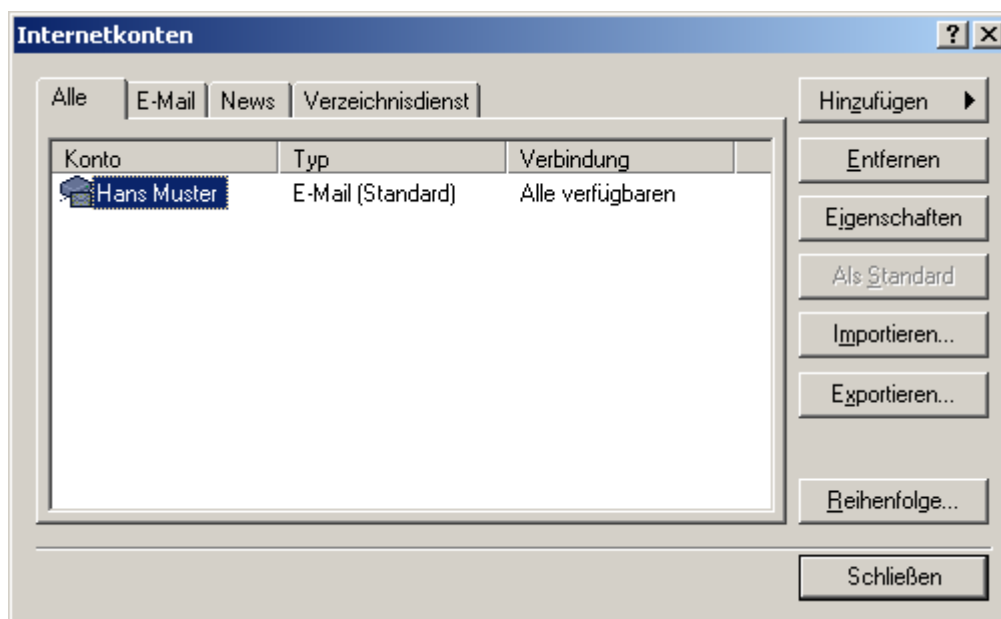 Internetkonten
Alle E-Mail News Verzeichnisdienst
Konto Typ Verbindung
Hans Muster E-Mail (Standard) Alle verfügbaren
Hinzufügen
Entfernen
Eigenschaften
Als Standard
Importieren...
Exportieren...
Reihenfolge...
Schließen